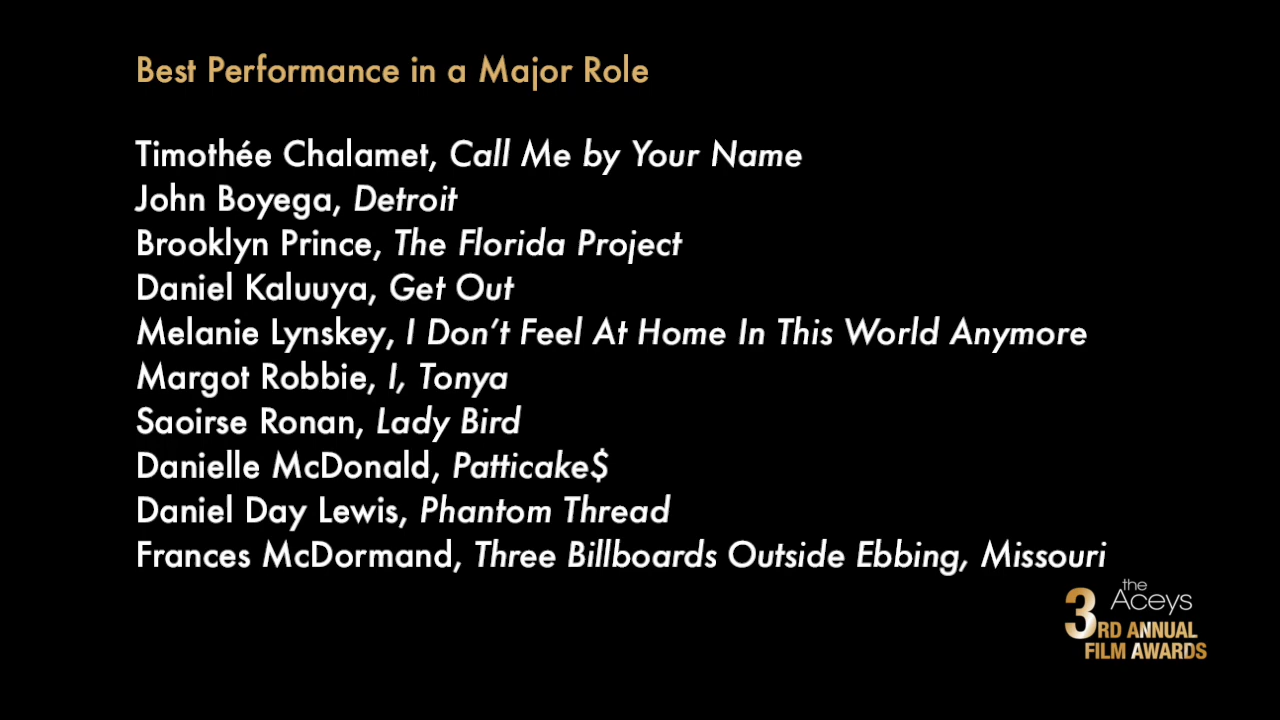 Best Performance in a Major Role
Timothée Chalamet, Call Me by Your Name
John Boyega, Detroit
Brooklyn Prince, The Florida Project
Daniel Kaluuya, Get Out
Melanie Lynskey, I Don’t Feel At Home In This World Anymore
Margot Robbie, I, Tonya
Saoirse Ronan, Lady Bird
Danielle McDonald, Patticake$
Daniel Day Lewis, Phantom Thread
Frances McDormand, Three Billboards Outside Ebbing, Missouri
the
Aceys
3RD ANNUAL
FILM AWARDS